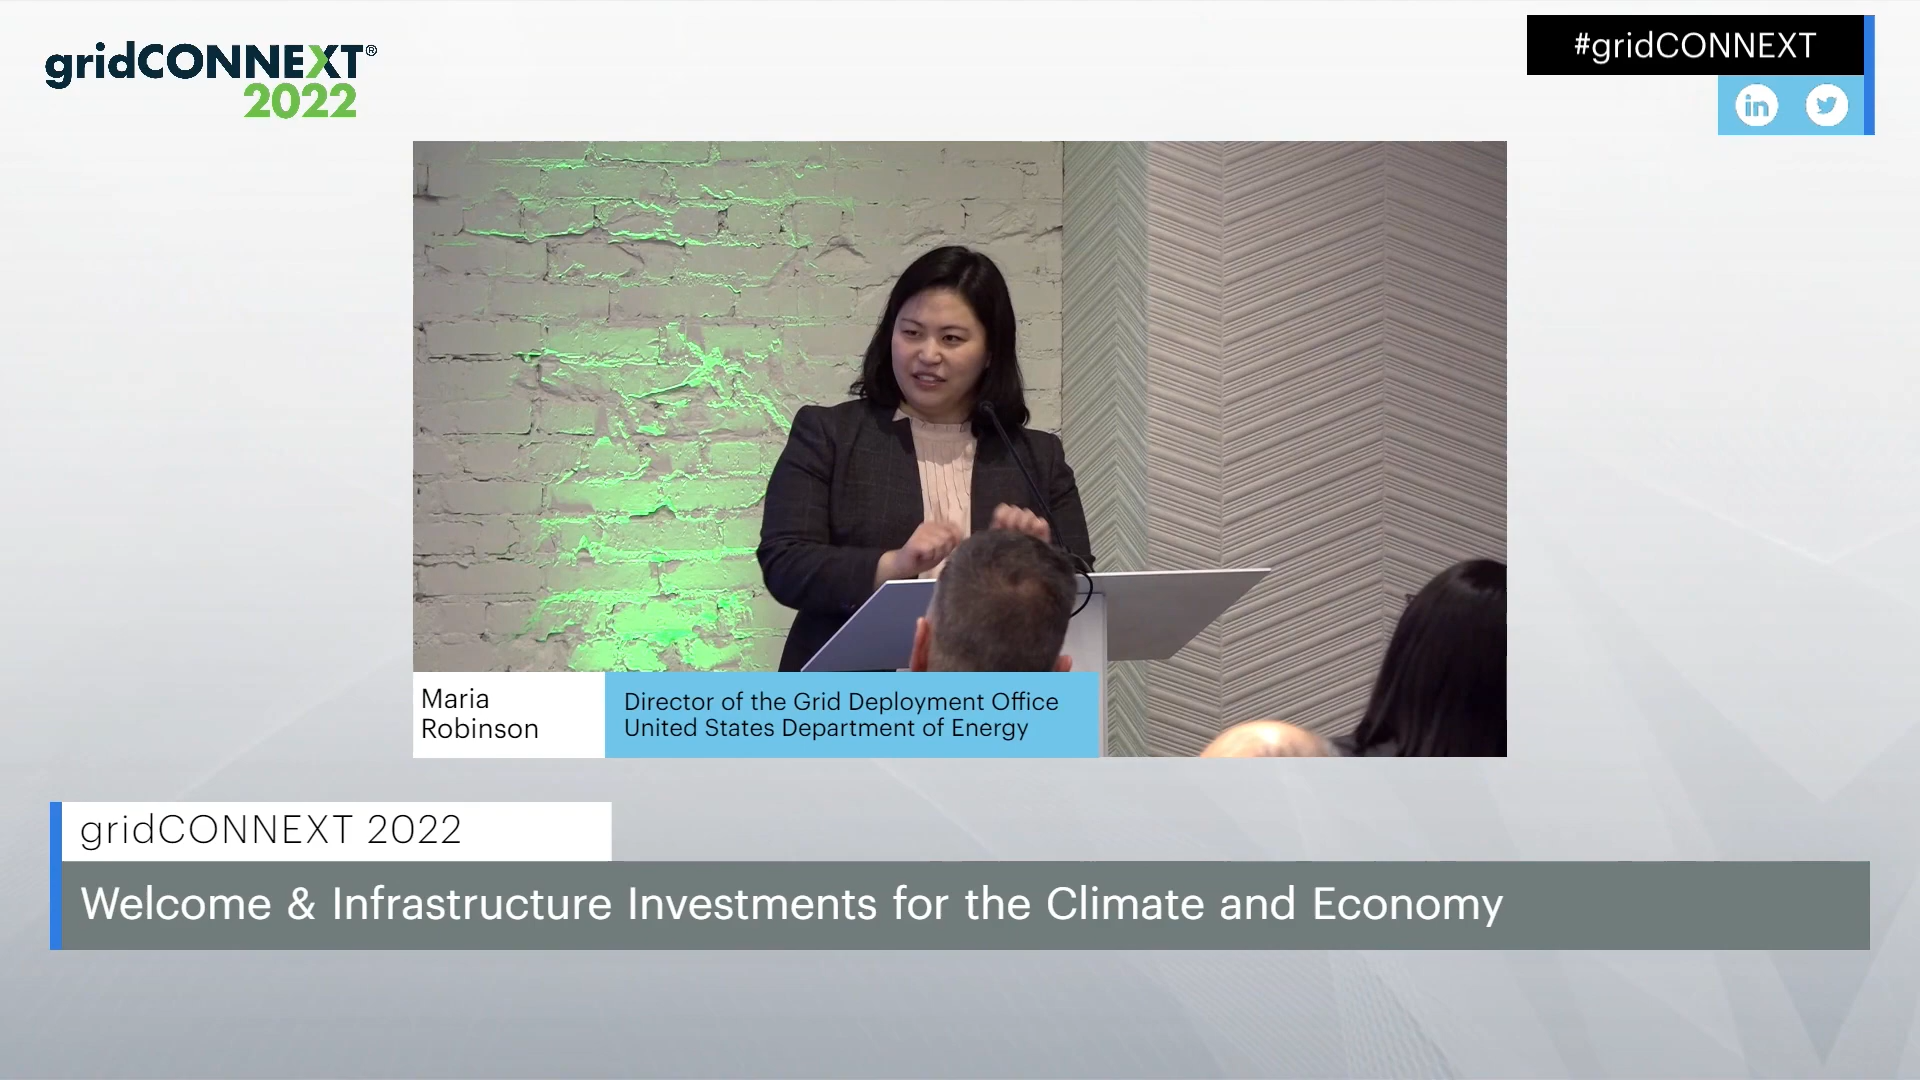 gridCONNEXT®
2022
#gridCONNEXT
in
Maria
Robinson
Director of the Grid Deployment Office
United States Department of Energy
gridCONNEXT 2022
Welcome & Infrastructure Investments for the Climate and Economy